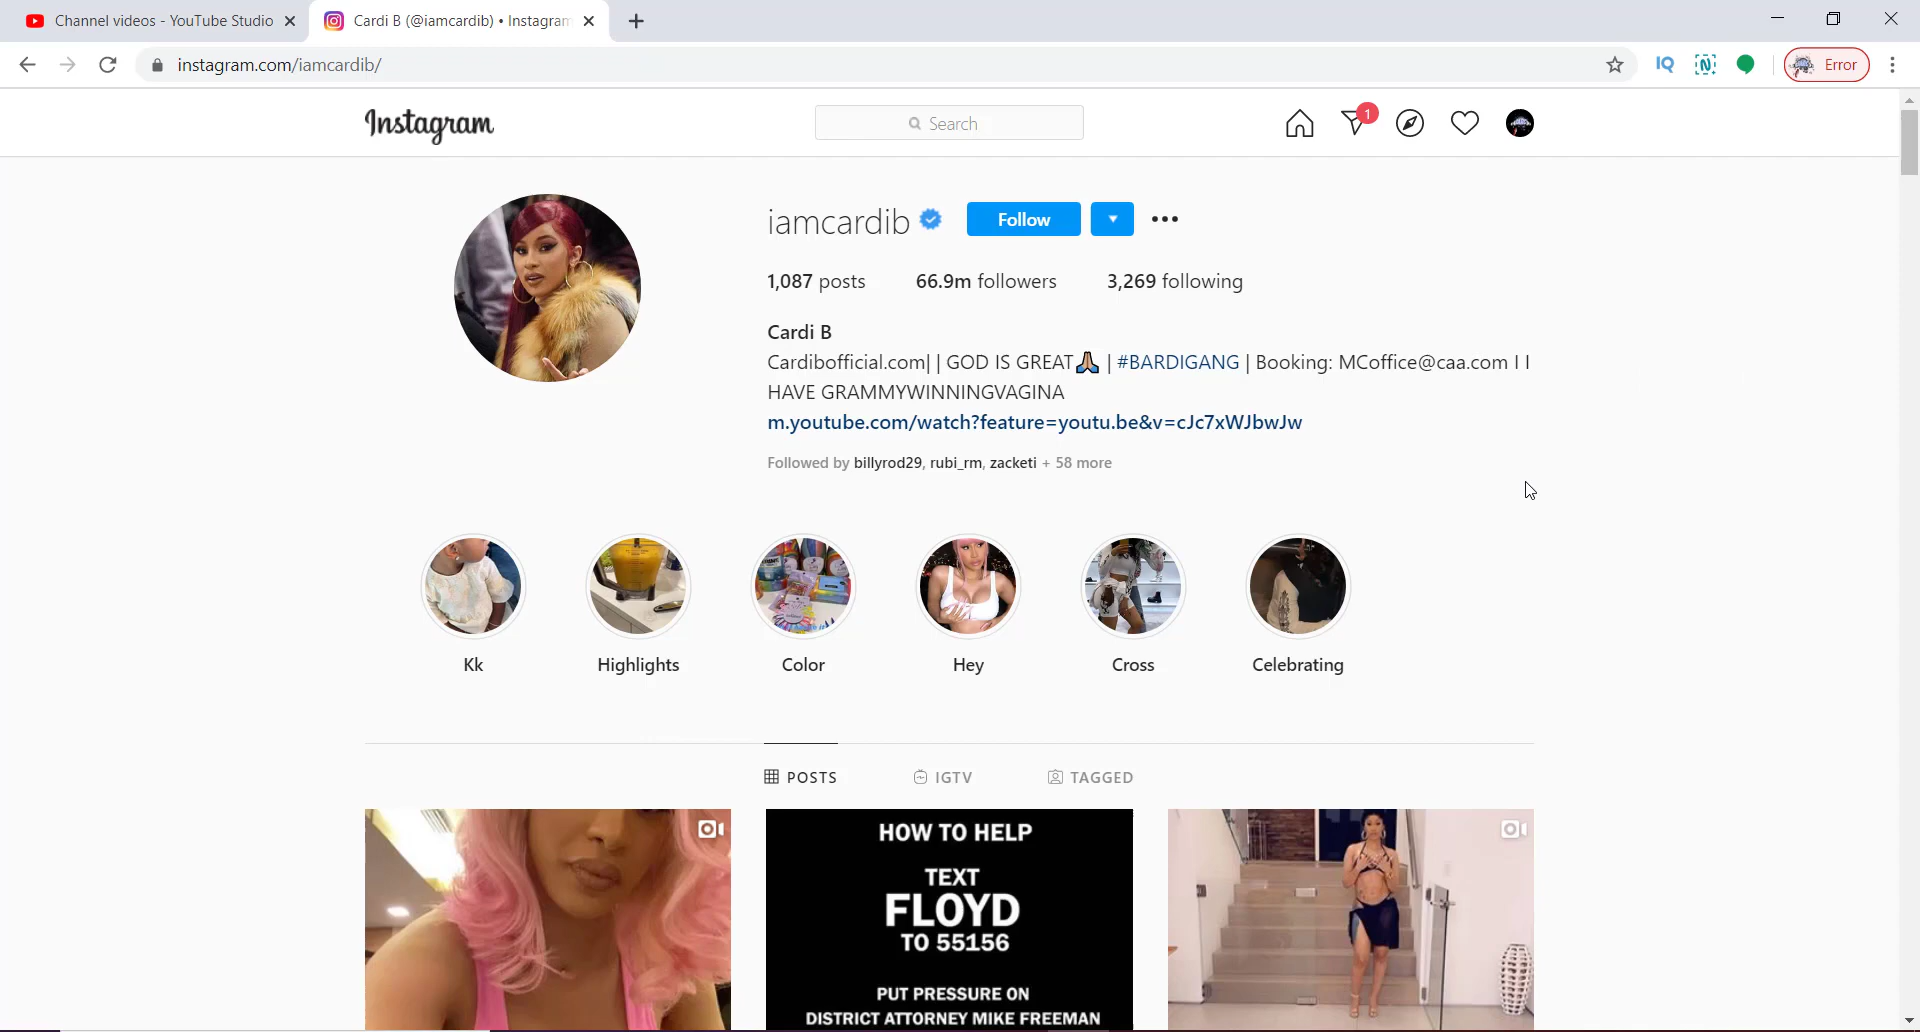 Channel videos - YouTube Studio
Cardi B (@iamcardib) • Instagram
instagram.com/iamcardib/
IQ
N
Error
Instagram
Search
1
iamcardib
Follow
1,087 posts 66.9m followers 3,269 following
Cardi B
Cardibofficial.com| | GOD IS GREAT🙏🏽 | #BARDIGANG | Booking: MCoffice@caa.com I I
HAVE GRAMMYWINNINGVAGINA
m.youtube.com/watch?feature=youtu.be&v=cJc7xWJbwJw
Followed by billyrod29, rubi_rm, zacketi + 58 more
Kk
Highlights
Color
Hey
Cross
Celebrating
POSTS
IGTV
TAGGED
HOW TO HELP
TEXT
FLOYD
TO 55156
PUT PRESSURE ON
DISTRICT ATTORNEY MIKE FREEMAN